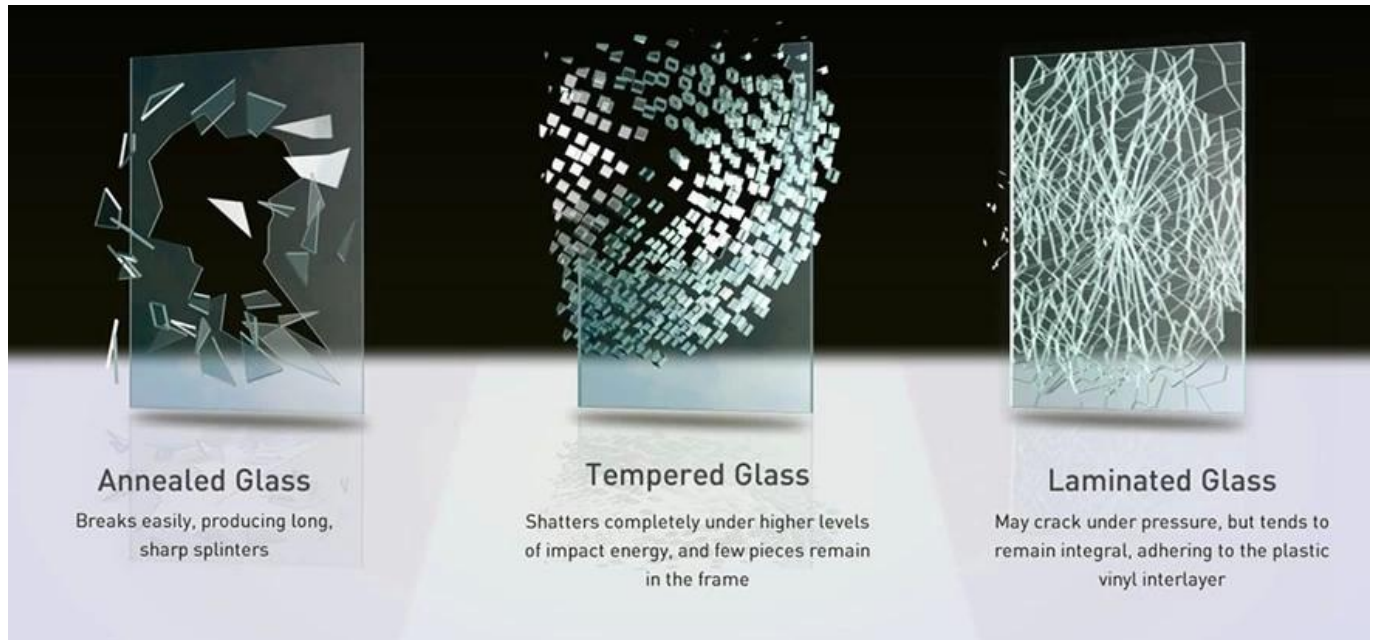 Annealed Glass
Breaks easily, producing long,
sharp splinters
Tempered Glass
Shatters completely under higher levels
of impact energy, and few pieces remain
in the frame
Laminated Glass
May crack under pressure, but tends to
remain integral, adhering to the plastic
vinyl interlayer